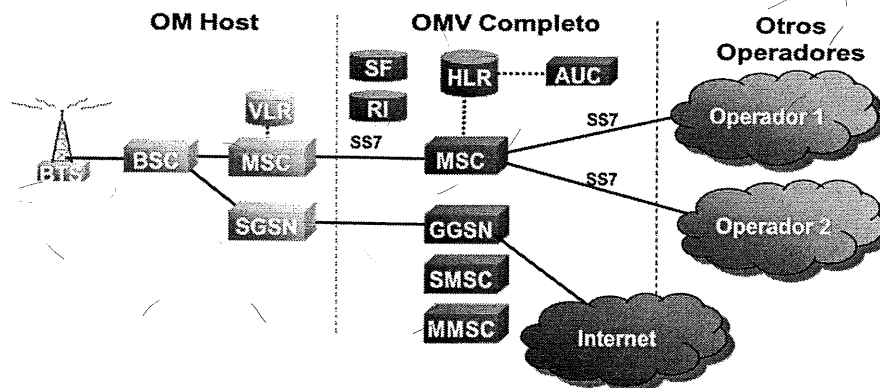 OM Host
OMV Completo
Otros
Operadores
SF
HLR
AUC
VLR
RI
SS7
Operador 1
BTS
BSC
MSC
SS7
MSC
SS7
Operador 2
SGSN
GGSN
SMSC
MMSC
Internet